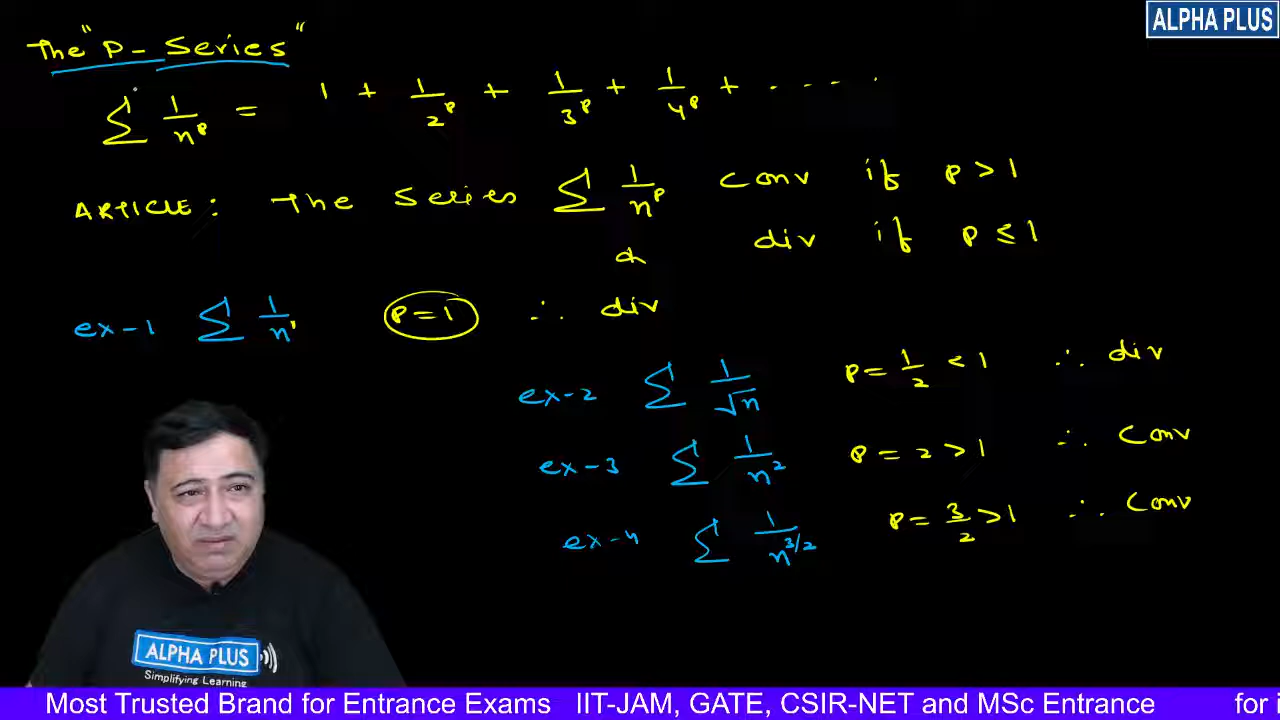 ALPHA PLUS
The "P - Series"
∑ 1/n^p = 1 + 1/2^p + 1/3^p + 1/4^p + . . . . .
ARTICLE : The Series ∑ 1/n^p conv if p > 1
& div if p ≤ 1
ex-1 ∑ 1/n¹ p = 1 ∴ div
ex-2 ∑ 1/√n p = 1/2 < 1 ∴ div
ex-3 ∑ 1/n² p = 2 > 1 ∴ Conv
ex-4 ∑ 1/n^3/2 p = 3/2 > 1 ∴ Conv
ALPHA PLUS
Simplifying Learning
Most Trusted Brand for Entrance Exams IIT-JAM, GATE, CSIR-NET and MSc Entrance for i